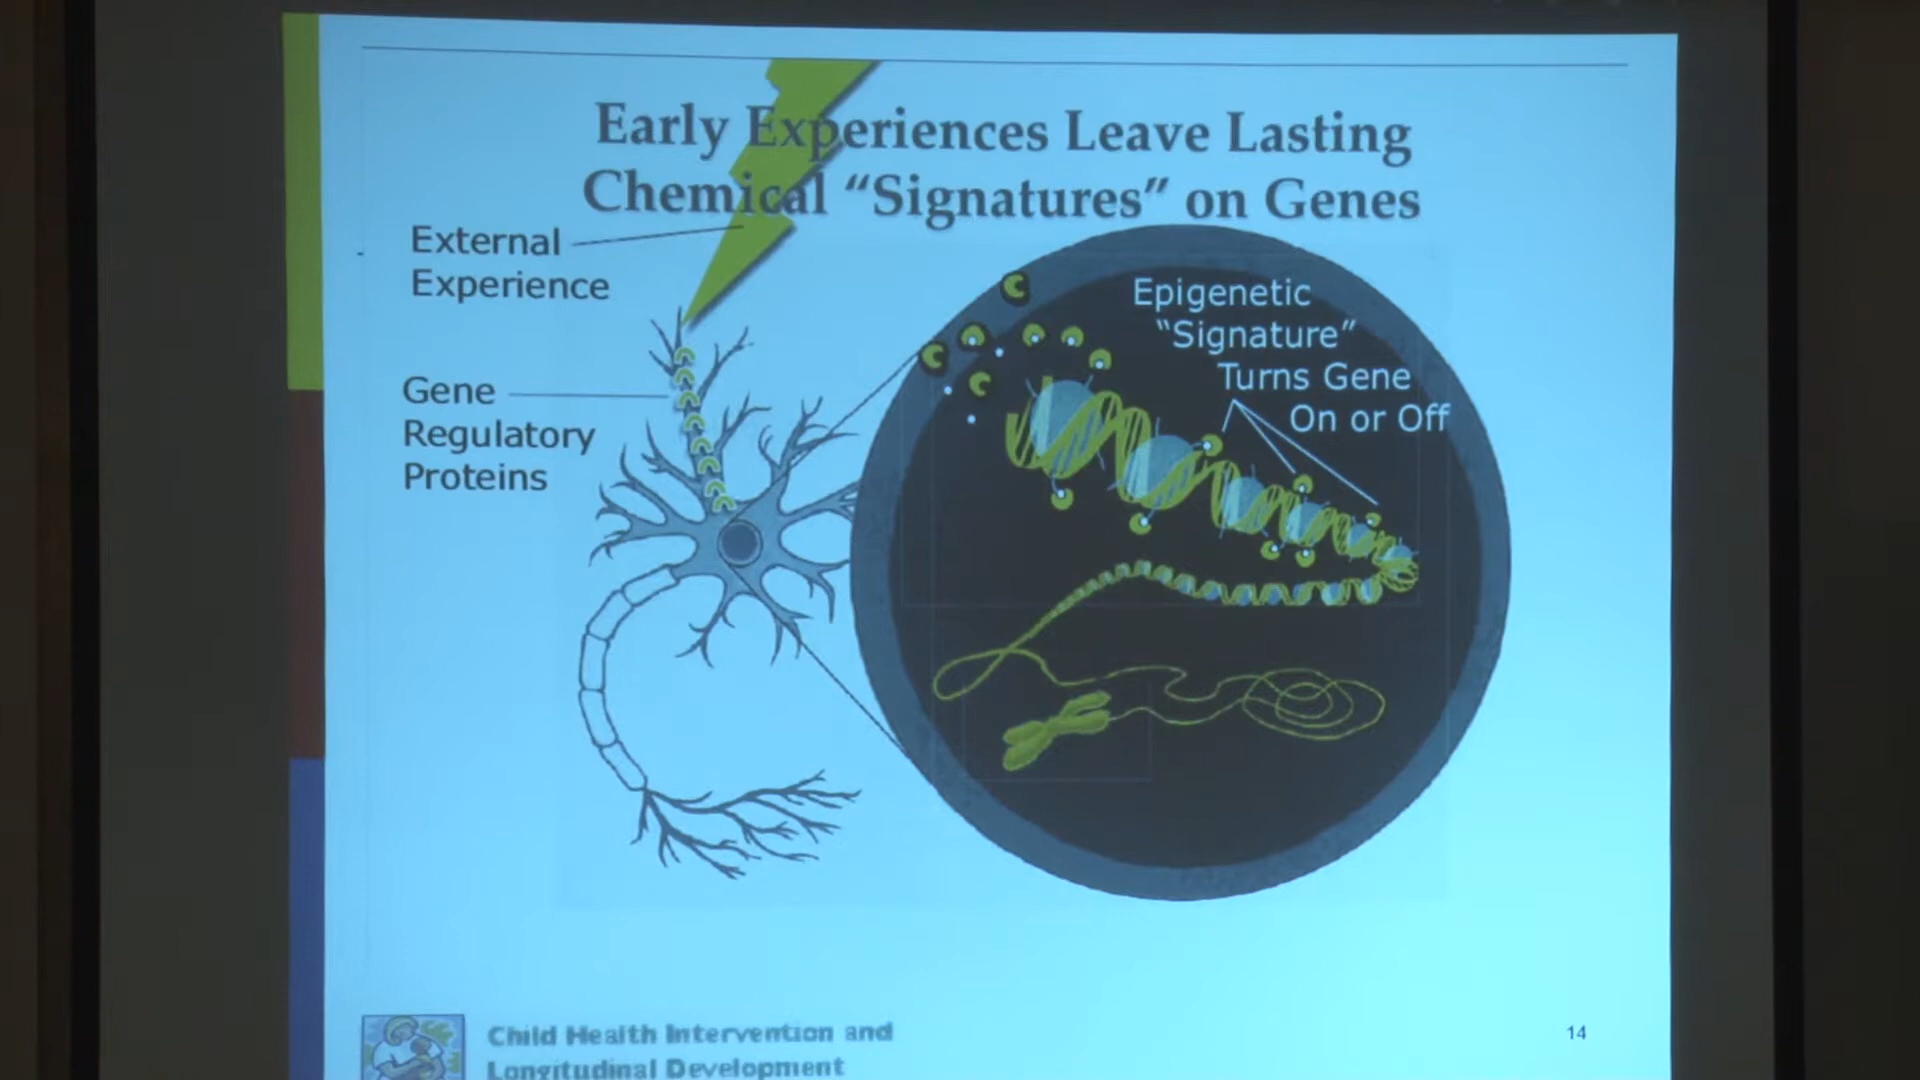 Early Experiences Leave Lasting
Chemical “Signatures” on Genes
External
Experience
Gene
Regulatory
Proteins
Epigenetic
“Signature”
Turns Gene
On or Off
Child Health Intervention and
Longitudinal Development
14